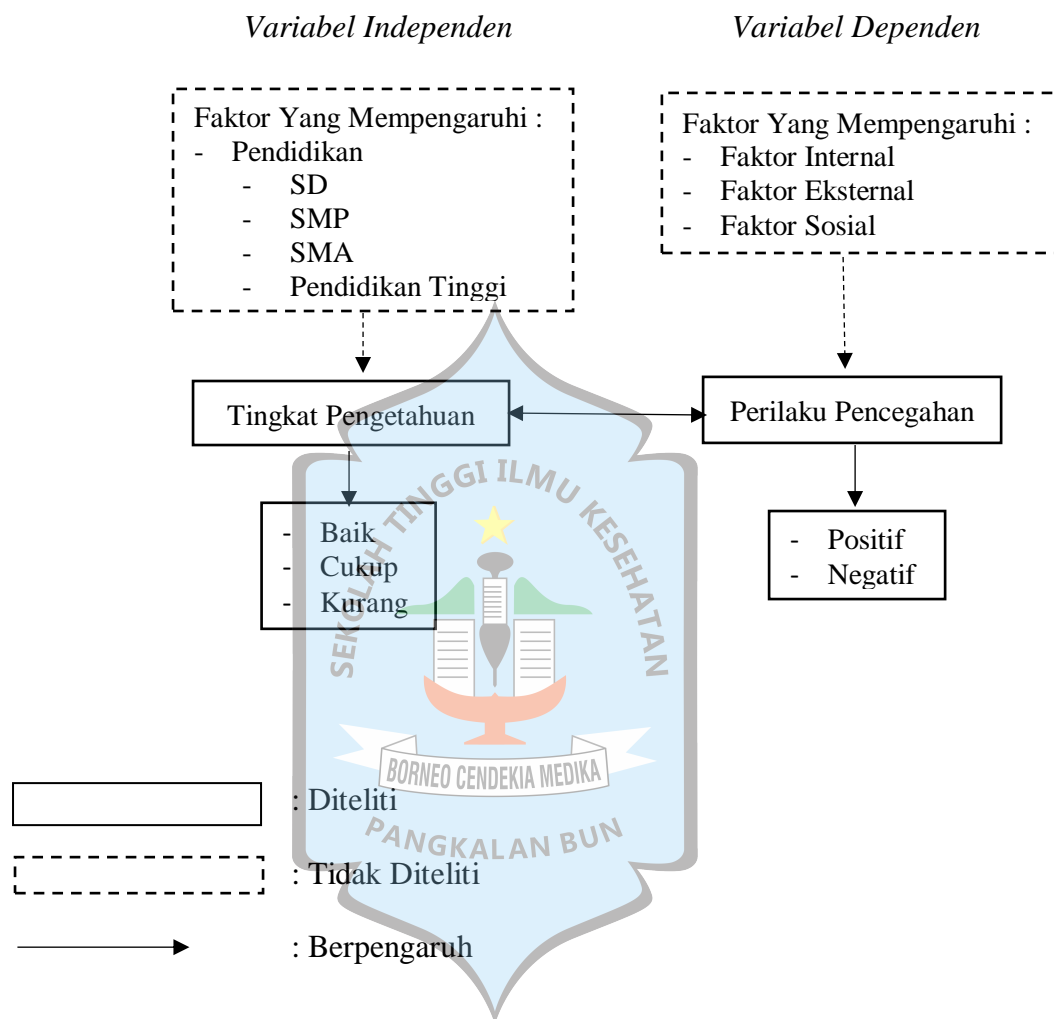 Variabel Independen
Variabel Dependen
Faktor Yang Mempengaruhi :
- Pendidikan
- SD
- SMP
- SMA
- Pendidikan Tinggi
Faktor Yang Mempengaruhi :
- Faktor Internal
- Faktor Eksternal
- Faktor Sosial
Tingkat Pengetahuan
Perilaku Pencegahan
- Baik
- Cukup
- Kurang
- Positif
- Negatif
SEKOLAH TINGGI ILMU KESEHATAN
BORNEO CENDEKIA MEDIKA
PANGKALAN BUN
: Diteliti
: Tidak Diteliti
: Berpengaruh